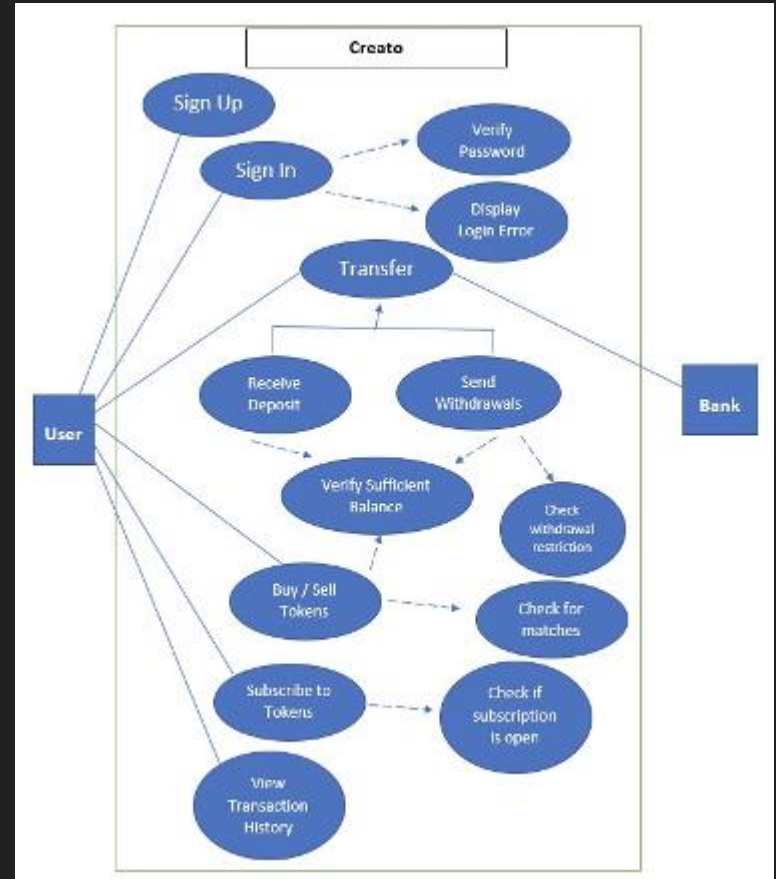 Creato
Sign Up
Sign In
Verify
Password
Display
Login Error
Transfer
Receive
Deposit
Send
Withdrawals
User
Bank
Verify Sufficient
Balance
Check
withdrawal
restriction
Buy / Sell
Tokens
Check for
matches
Subscribe to
Tokens
Check if
subscription
is open
View
Transaction
History